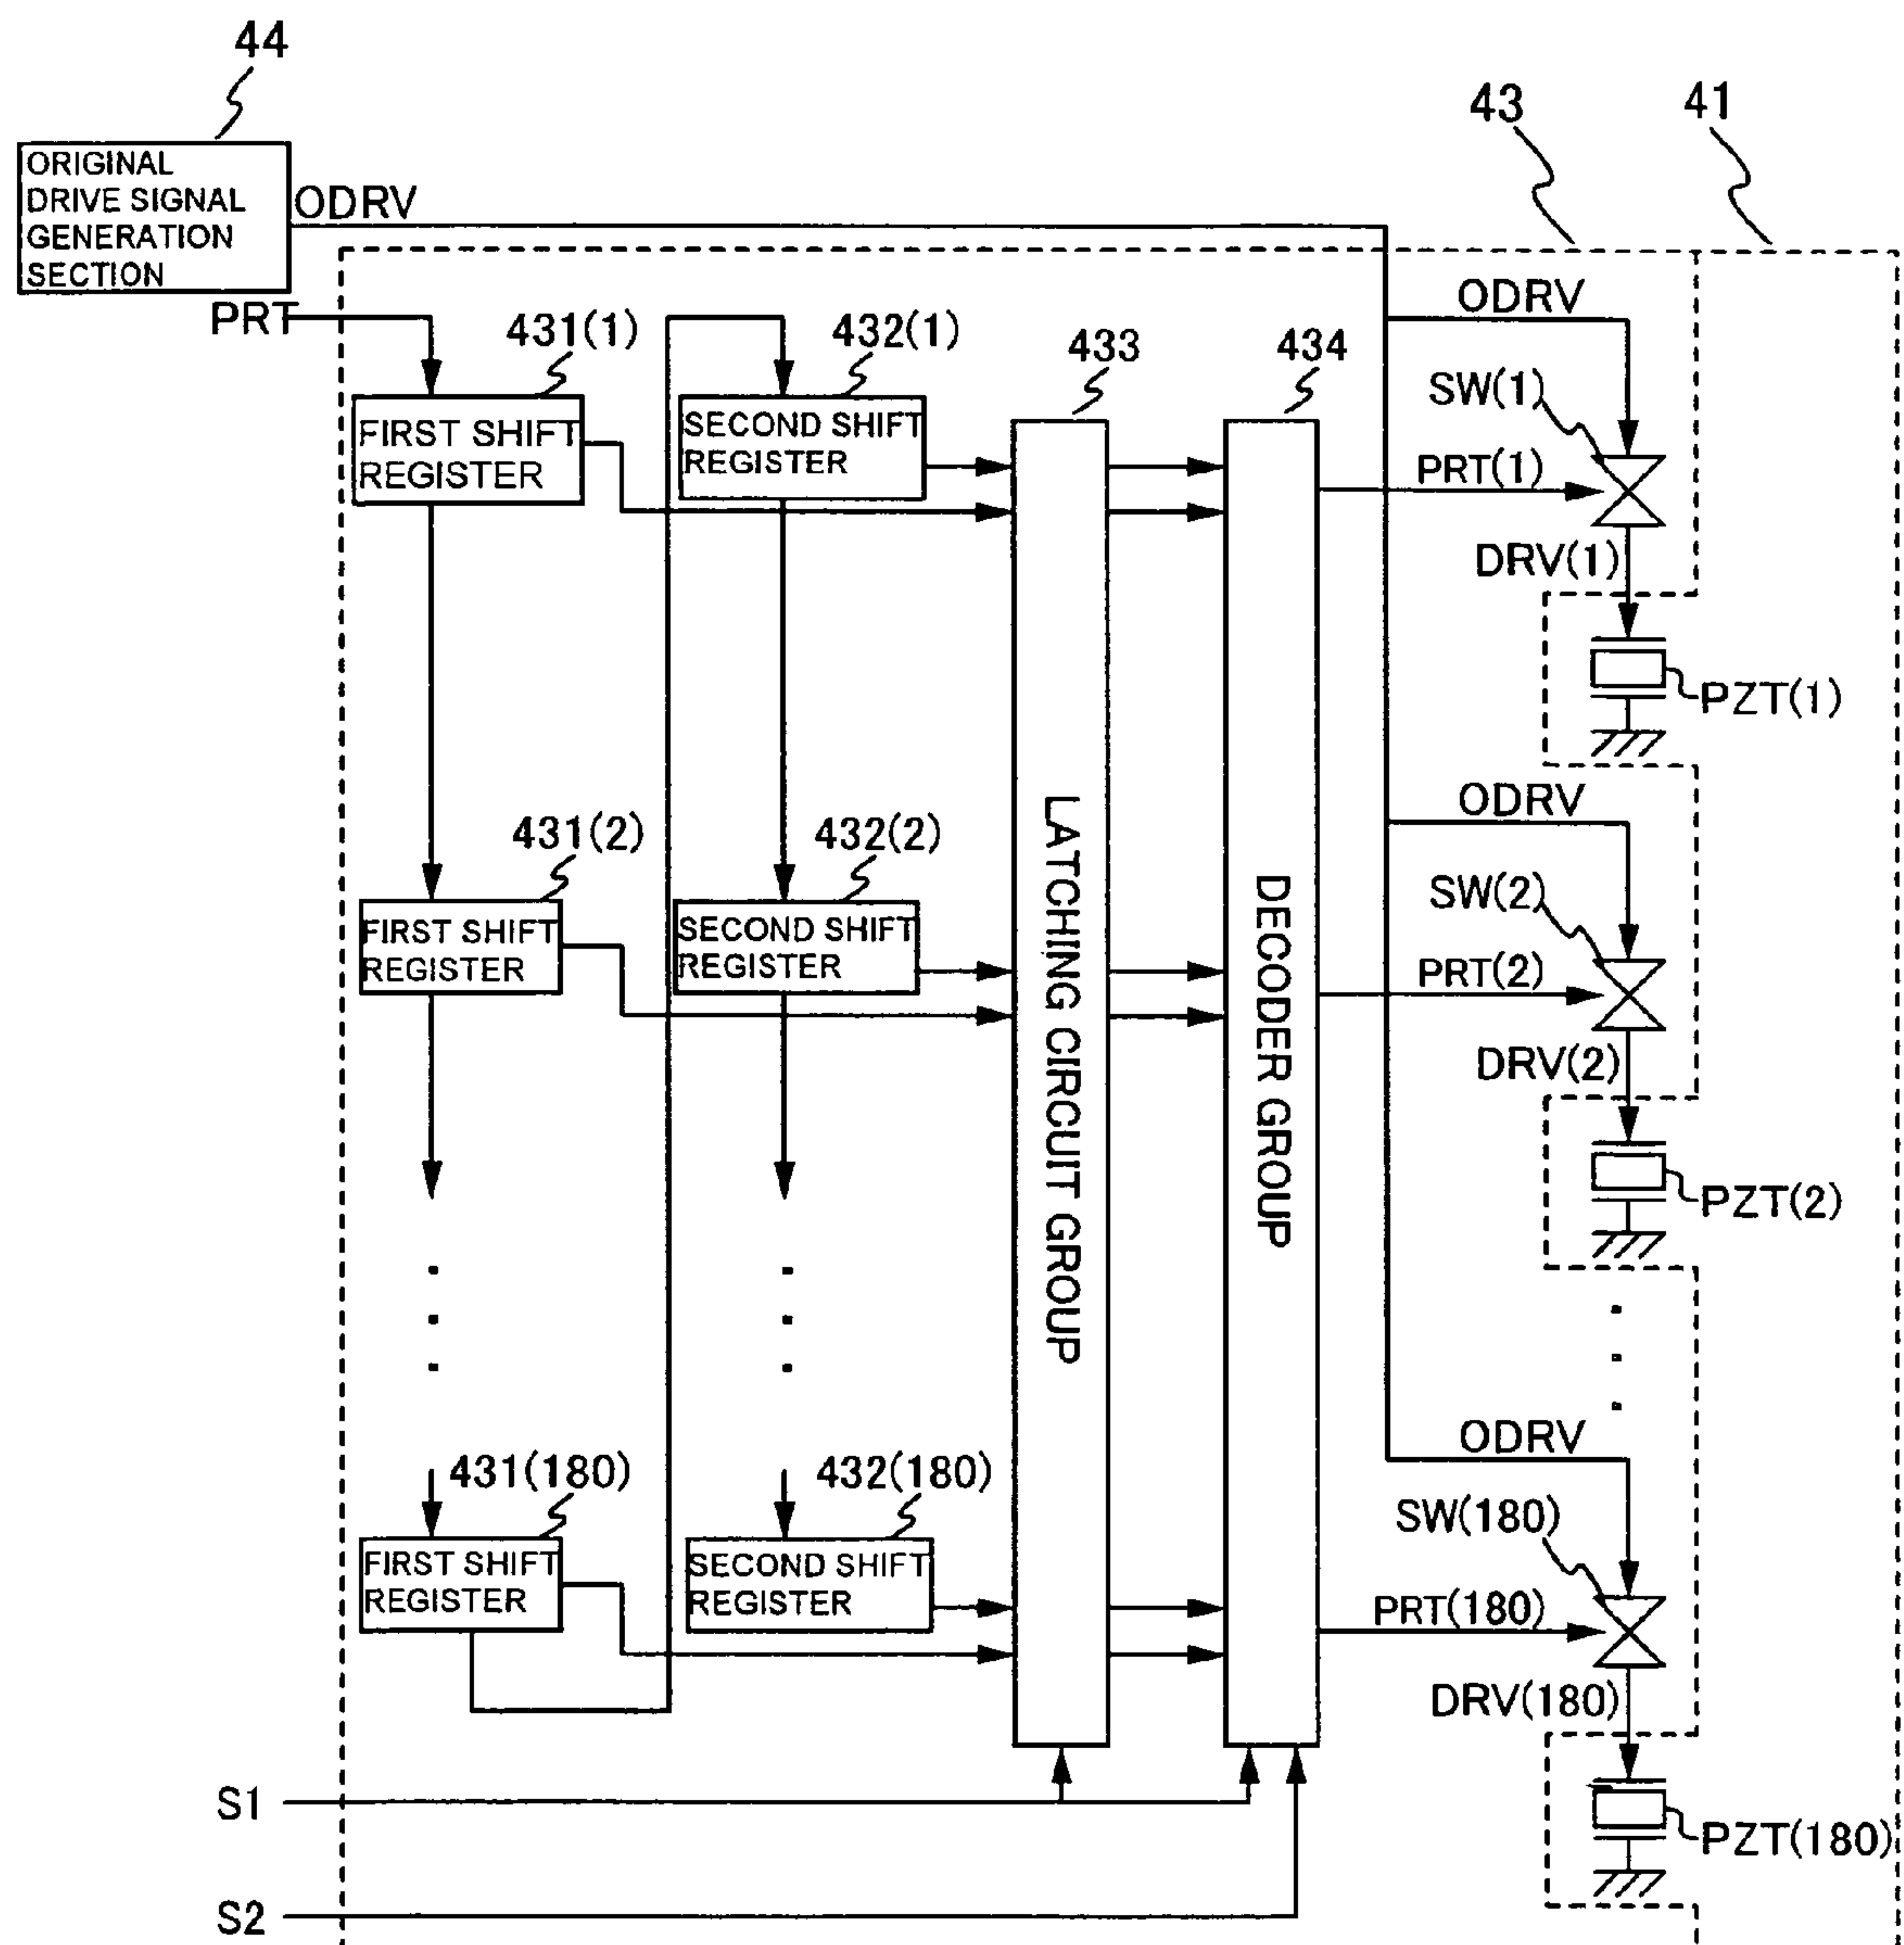 44
43
41
ORIGINAL
DRIVE SIGNAL
GENERATION
SECTION
ODRV
PRT
ODRV
431(1)
432(1)
433
434
SW(1)
FIRST SHIFT
REGISTER
SECOND SHIFT
REGISTER
PRT(1)
DRV(1)
PZT(1)
ODRV
431(2)
432(2)
LATCHING CIRCUIT GROUP
DECODER GROUP
SW(2)
FIRST SHIFT
REGISTER
SECOND SHIFT
REGISTER
PRT(2)
DRV(2)
PZT(2)
ODRV
431(180)
432(180)
SW(180)
FIRST SHIFT
REGISTER
SECOND SHIFT
REGISTER
PRT(180)
DRV(180)
S1
PZT(180)
S2